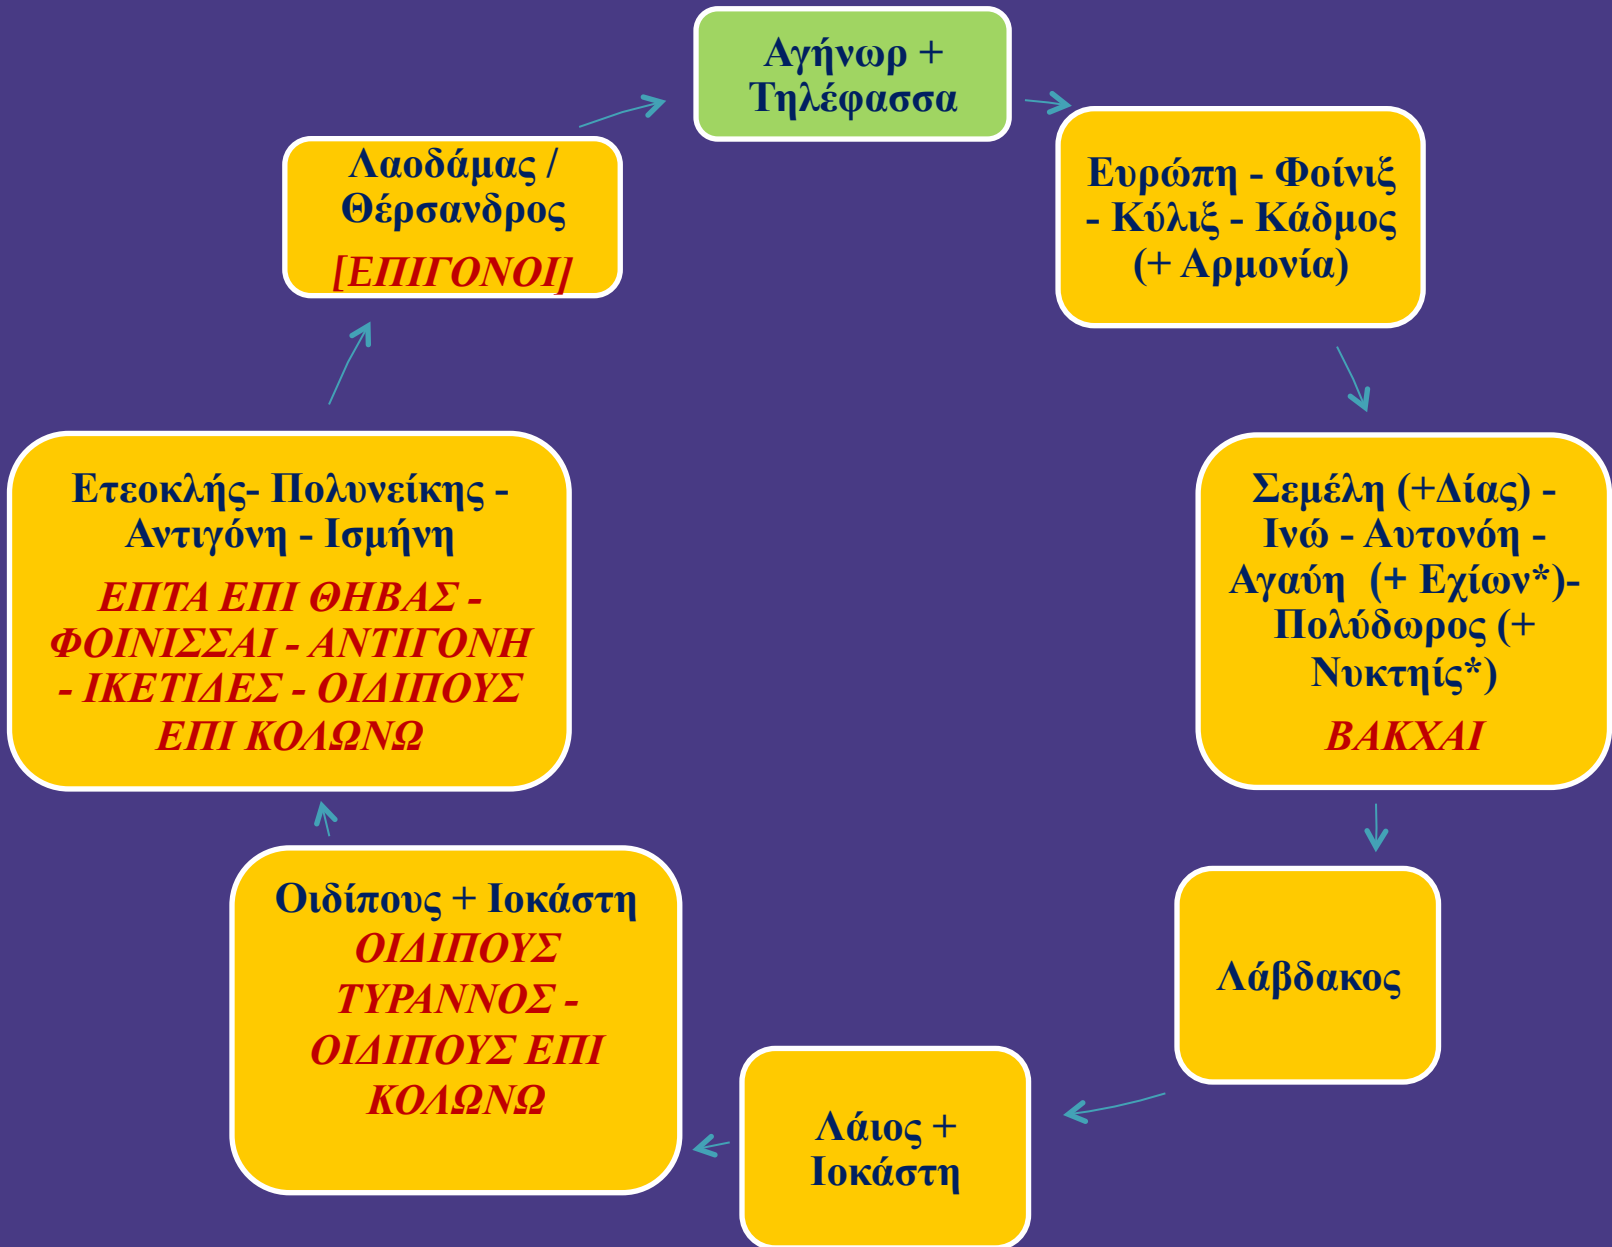 Αγήνωρ +
Τηλέφασσα
Ευρώπη - Φοίνιξ
- Κύλιξ - Κάδμος
(+ Αρμονία)
Σεμέλη (+Δίας) -
Ινώ - Αυτονόη -
Αγαύη (+ Εχίων*)-
Πολύδωρος (+
Νυκτηίς*)
ΒΑΚΧΑΙ
Λάβδακος
Λάιος +
Ιοκάστη
Οιδίπους + Ιοκάστη
ΟΙΔΙΠΟΥΣ
ΤΥΡΑΝΝΟΣ -
ΟΙΔΙΠΟΥΣ ΕΠΙ
ΚΟΛΩΝΩ
Ετεοκλής- Πολυνείκης -
Αντιγόνη - Ισμήνη
ΕΠΤΑ ΕΠΙ ΘΗΒΑΣ -
ΦΟΙΝΙΣΣΑΙ - ΑΝΤΙΓΟΝΗ
- ΙΚΕΤΙΔΕΣ - ΟΙΔΙΠΟΥΣ
ΕΠΙ ΚΟΛΩΝΩ
Λαοδάμας /
Θέρσανδρος
[ΕΠΙΓΟΝΟΙ]